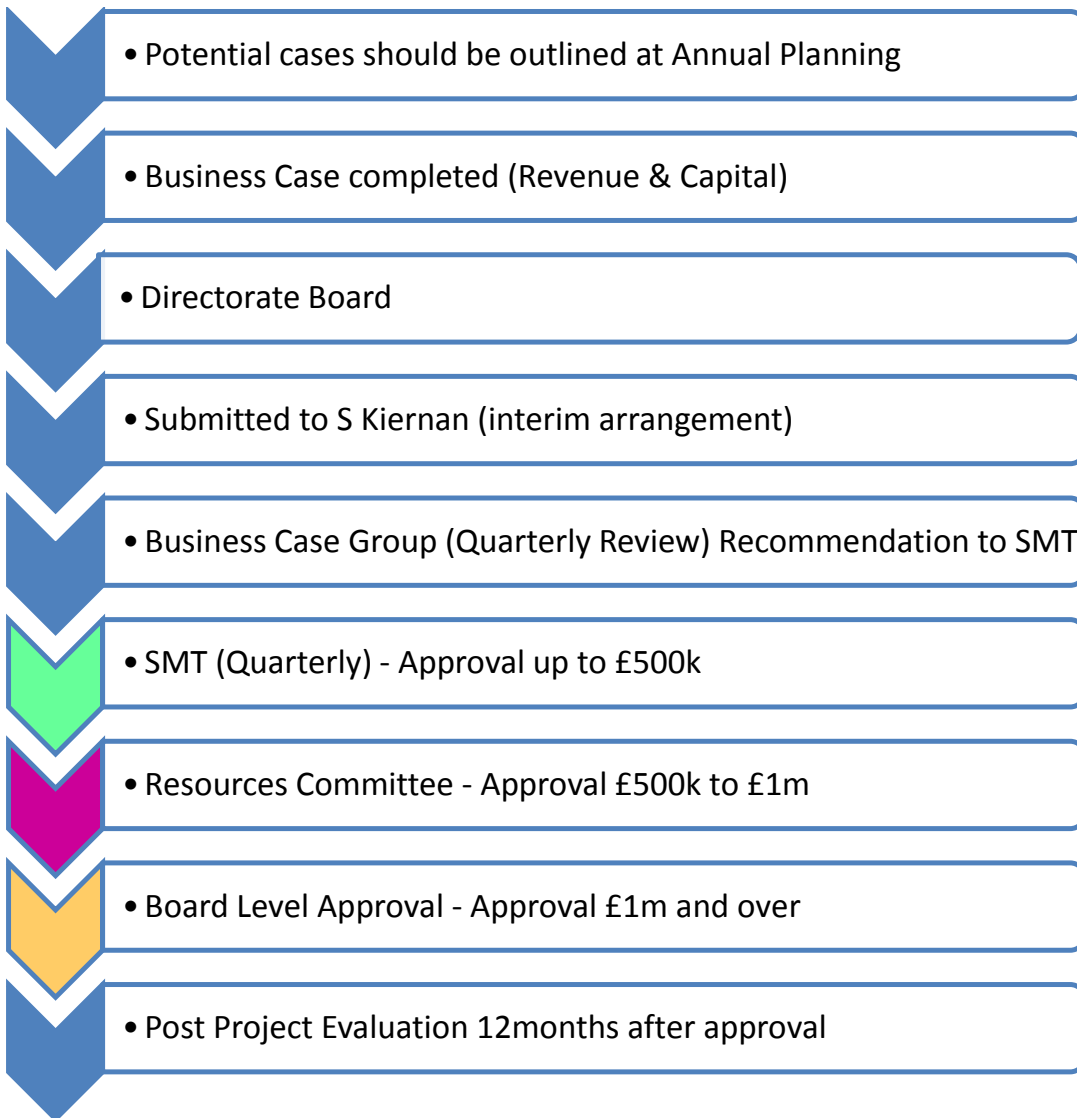 • Potential cases should be outlined at Annual Planning
• Business Case completed (Revenue & Capital)
• Directorate Board
• Submitted to S Kiernan (interim arrangement)
• Business Case Group (Quarterly Review) Recommendation to SMT
• SMT (Quarterly) - Approval up to £500k
• Resources Committee - Approval £500k to £1m
• Board Level Approval - Approval £1m and over
• Post Project Evaluation 12months after approval